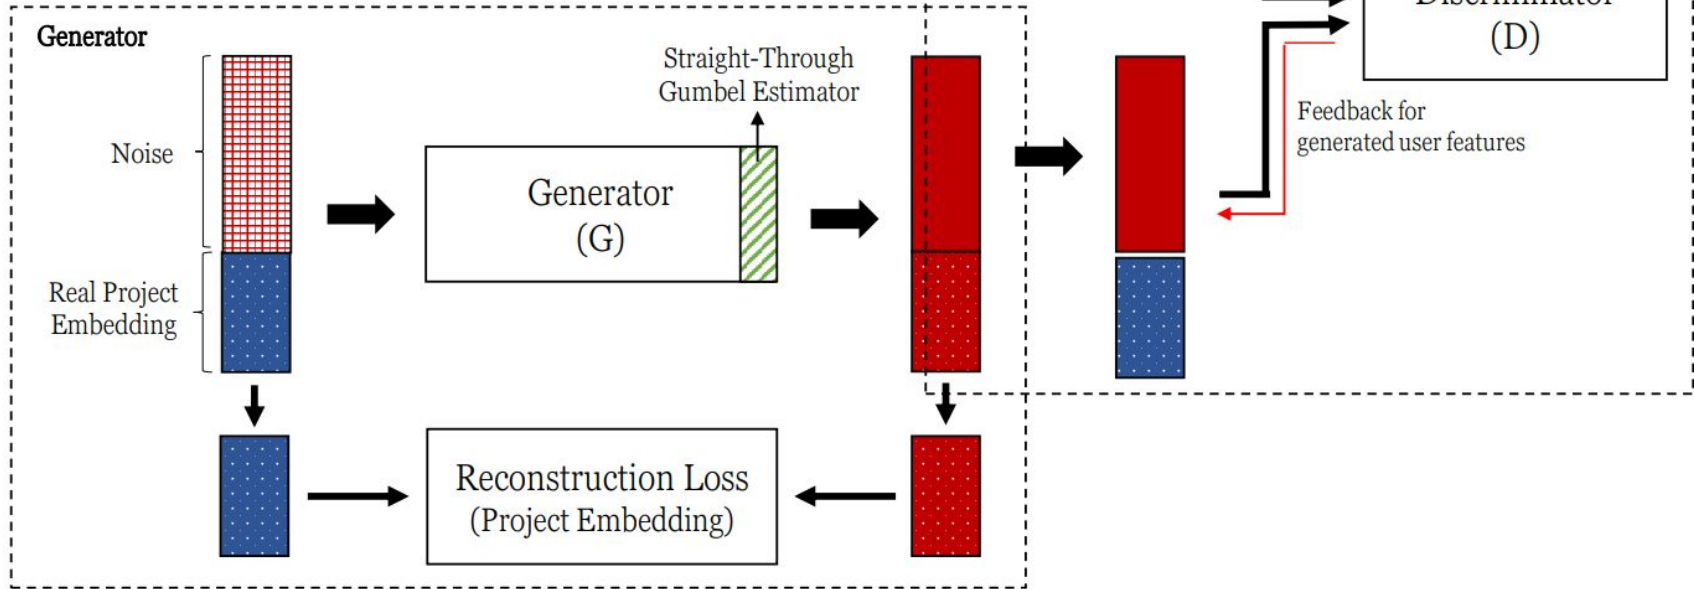 Generator
Noise
Real Project
Embedding
Generator
(G)
Straight-Through
Gumbel Estimator
Reconstruction Loss
(Project Embedding)
Discriminator
(D)
Feedback for
generated user features